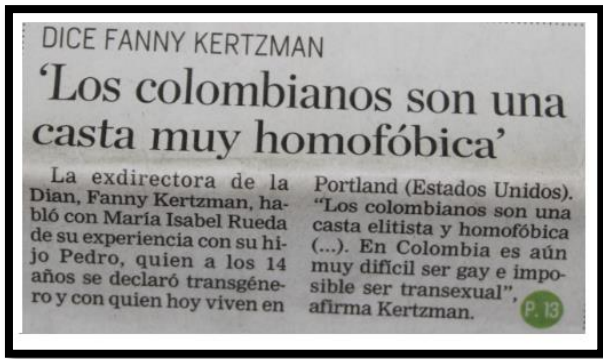 DICE FANNY KERTZMAN
‘Los colombianos son una
casta muy homofóbica’
La exdirectora de la
Dian, Fanny Kertzman, ha-
bló con María Isabel Rueda
de su experiencia con su hi-
jo Pedro, quien a los 14
años se declaró transgéne-
ro y con quien hoy viven en
Portland (Estados Unidos).
“Los colombianos son una
casta elitista y homofóbica
(...). En Colombia es aún
muy difícil ser gay e impo-
sible ser transexual”,
afirma Kertzman.
P. 13